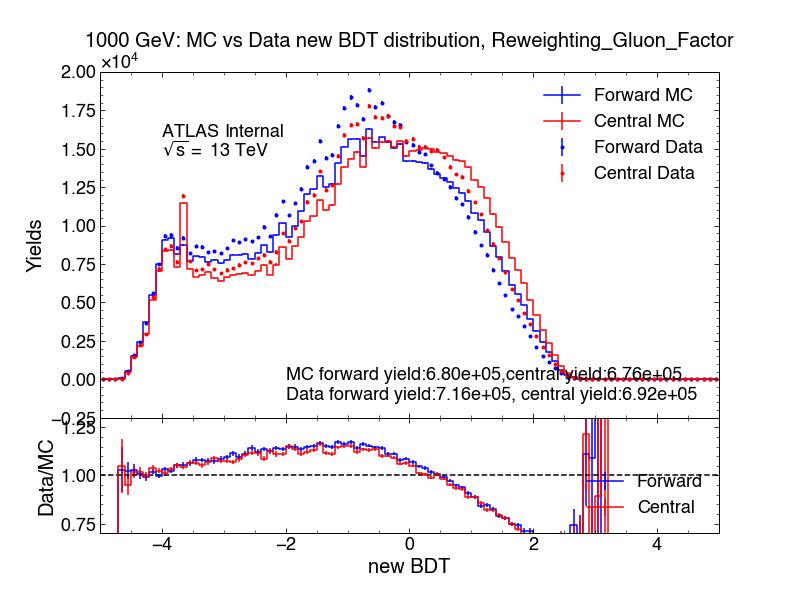 1000 GeV: MC vs Data new BDT distribution, Reweighting_Gluon_Factor
×10⁴
2.00
1.75
1.50
1.25
1.00
0.75
0.50
0.25
0.00
−0.25
Yields
ATLAS Internal
√s = 13 TeV
Forward MC
Central MC
Forward Data
Central Data
MC forward yield:6.80e+05,central yield:6.76e+05
Data forward yield:7.16e+05, central yield:6.92e+05
1.25
1.00
0.75
Data/MC
Forward
Central
−4 −2 0 2 4
new BDT